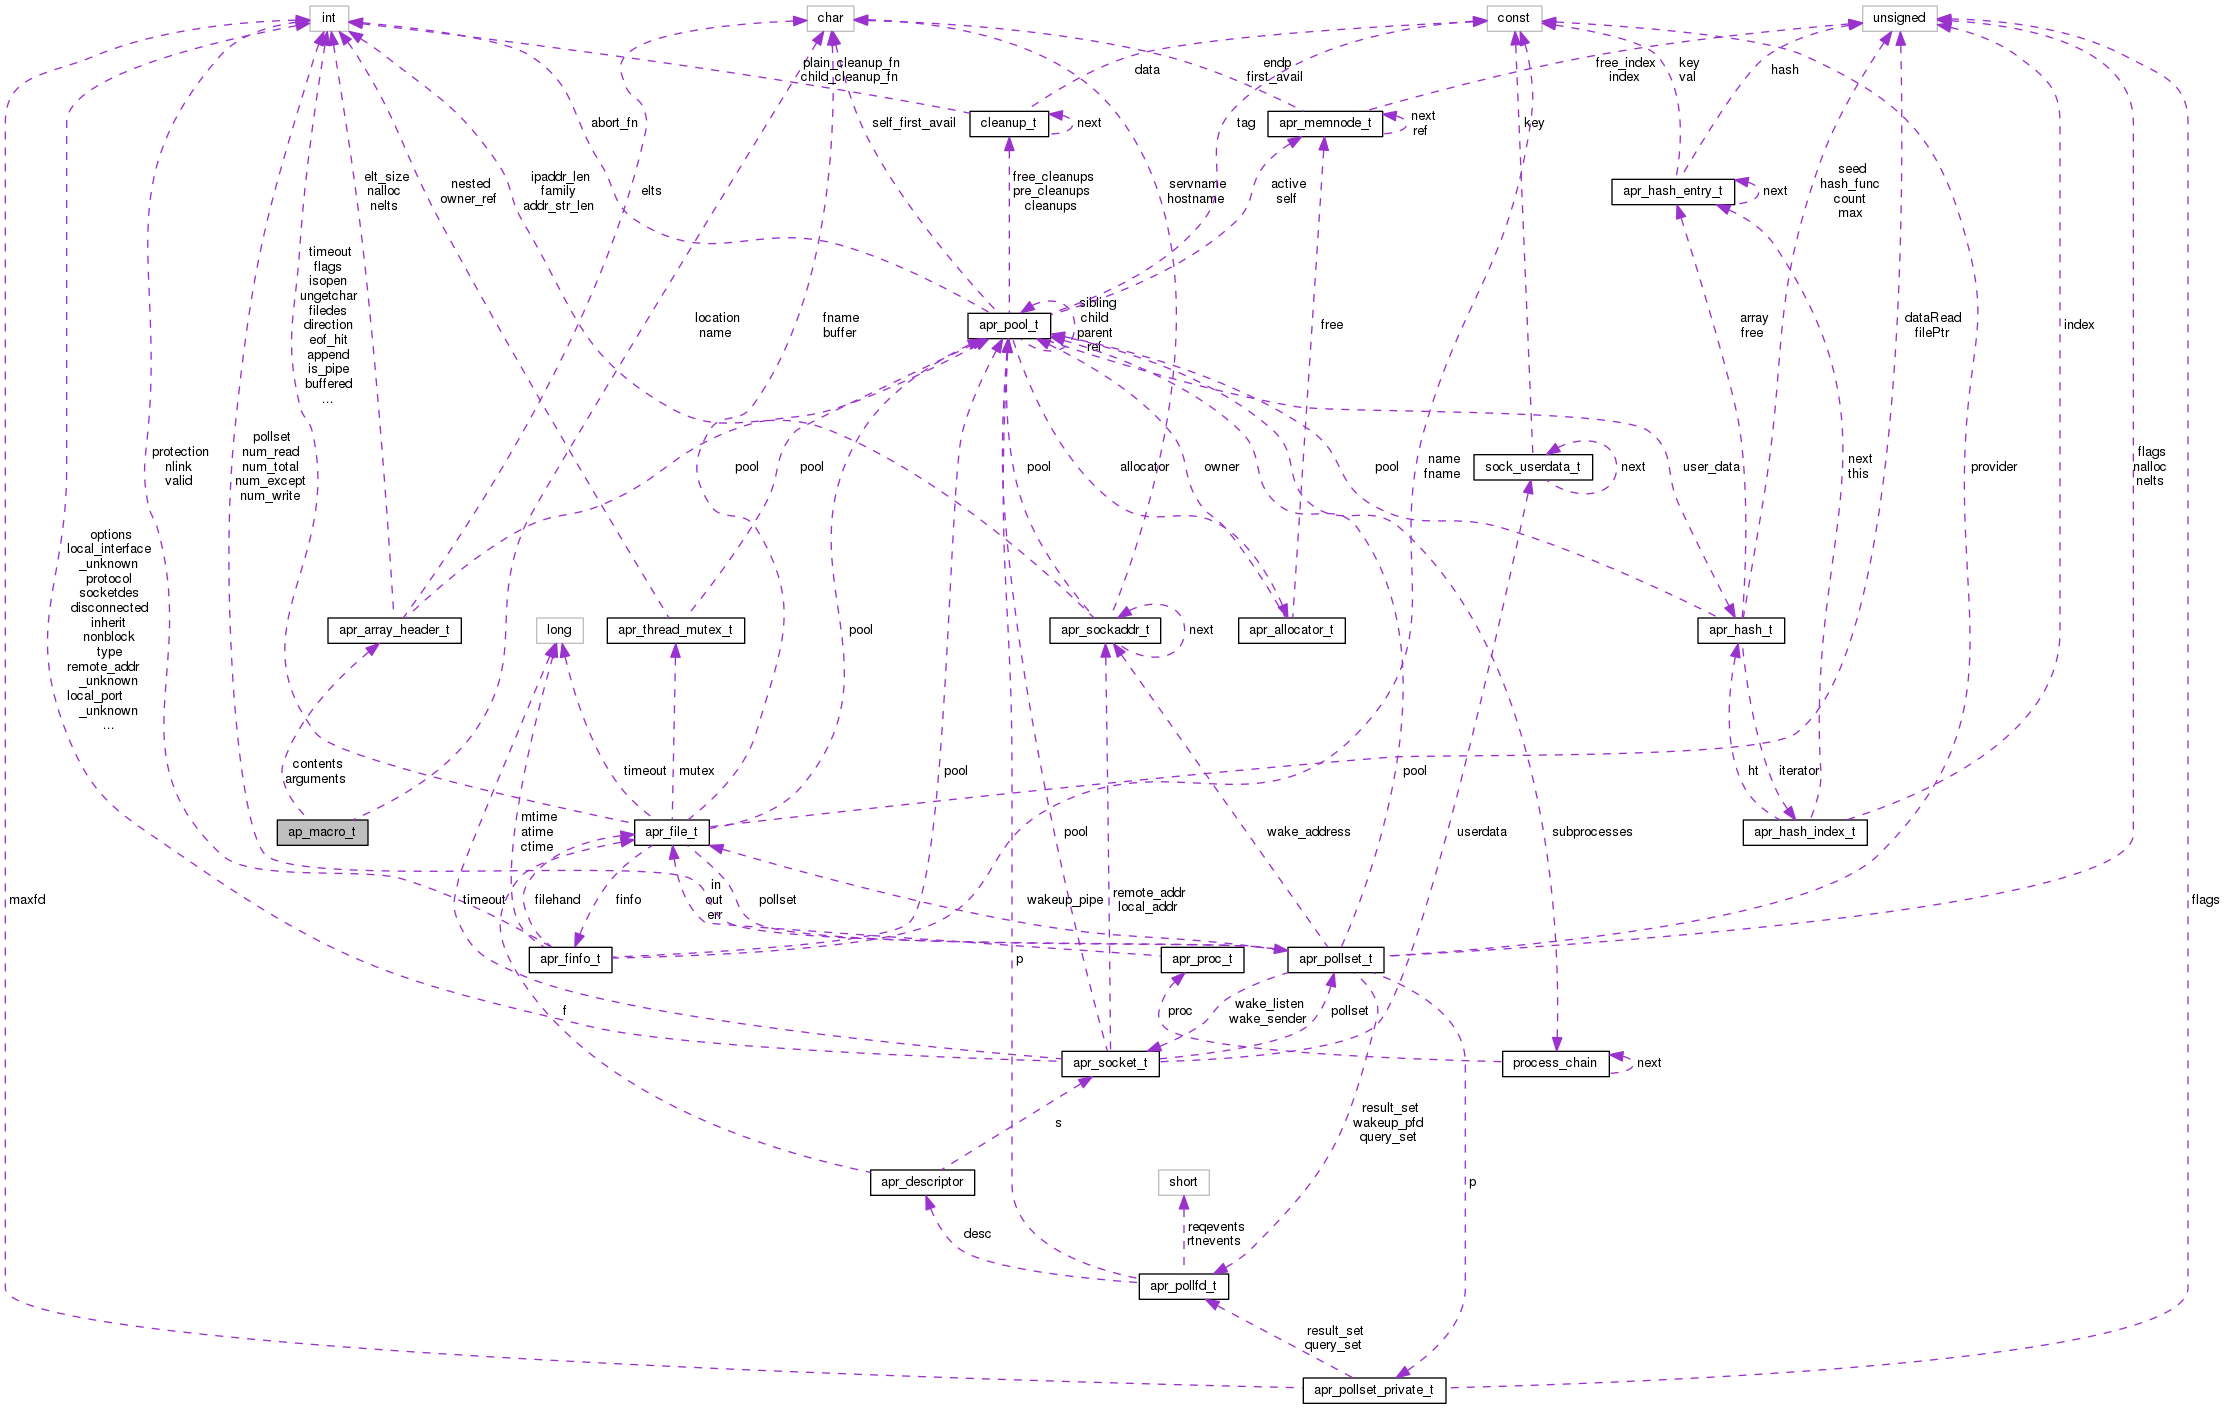 int
char
const
unsigned
plain_cleanup_fn
child_cleanup_fn
data
endp
first_avail
free_index
index
key
val
hash
abort_fn
self_first_avail
cleanup_t
next
tag
apr_memnode_t
next
ref
key
elt_size
nalloc
nelts
nested
owner_ref
ipaddr_len
family
addr_str_len
elts
free_cleanups
pre_cleanups
cleanups
servname
hostname
active
self
apr_hash_entry_t
next
seed
hash_func
count
max
timeout
flags
isopen
ungetchar
filedes
direction
eof_hit
append
is_pipe
buffered
...
location
name
fname
buffer
apr_pool_t
sibling
child
parent
ref
free
array
free
dataRead
filePtr
index
protection
nlink
valid
pollset
num_read
num_total
num_except
num_write
pool
pool
pool
allocator
owner
pool
name
fname
sock_userdata_t
next
user_data
next
this
provider
flags
nalloc
nelts
options
local_interface
_unknown
protocol
socketdes
disconnected
inherit
nonblock
type
remote_addr
_unknown
local_port
_unknown
...
apr_array_header_t
long
apr_thread_mutex_t
pool
apr_sockaddr_t
next
apr_allocator_t
apr_hash_t
contents
arguments
timeout
mutex
pool
pool
ht
iterator
ap_macro_t
mtime
atime
ctime
apr_file_t
pool
wake_address
userdata
subprocesses
apr_hash_index_t
maxfd
timeout
filehand
finfo
in
out
err
pollset
wakeup_pipe
remote_addr
local_addr
flags
apr_finfo_t
p
apr_proc_t
apr_pollset_t
f
proc
wake_listen
wake_sender
pollset
apr_socket_t
process_chain
next
s
result_set
wakeup_pfd
query_set
apr_descriptor
short
p
desc
reqevents
rtnevents
apr_pollfd_t
result_set
query_set
apr_pollset_private_t